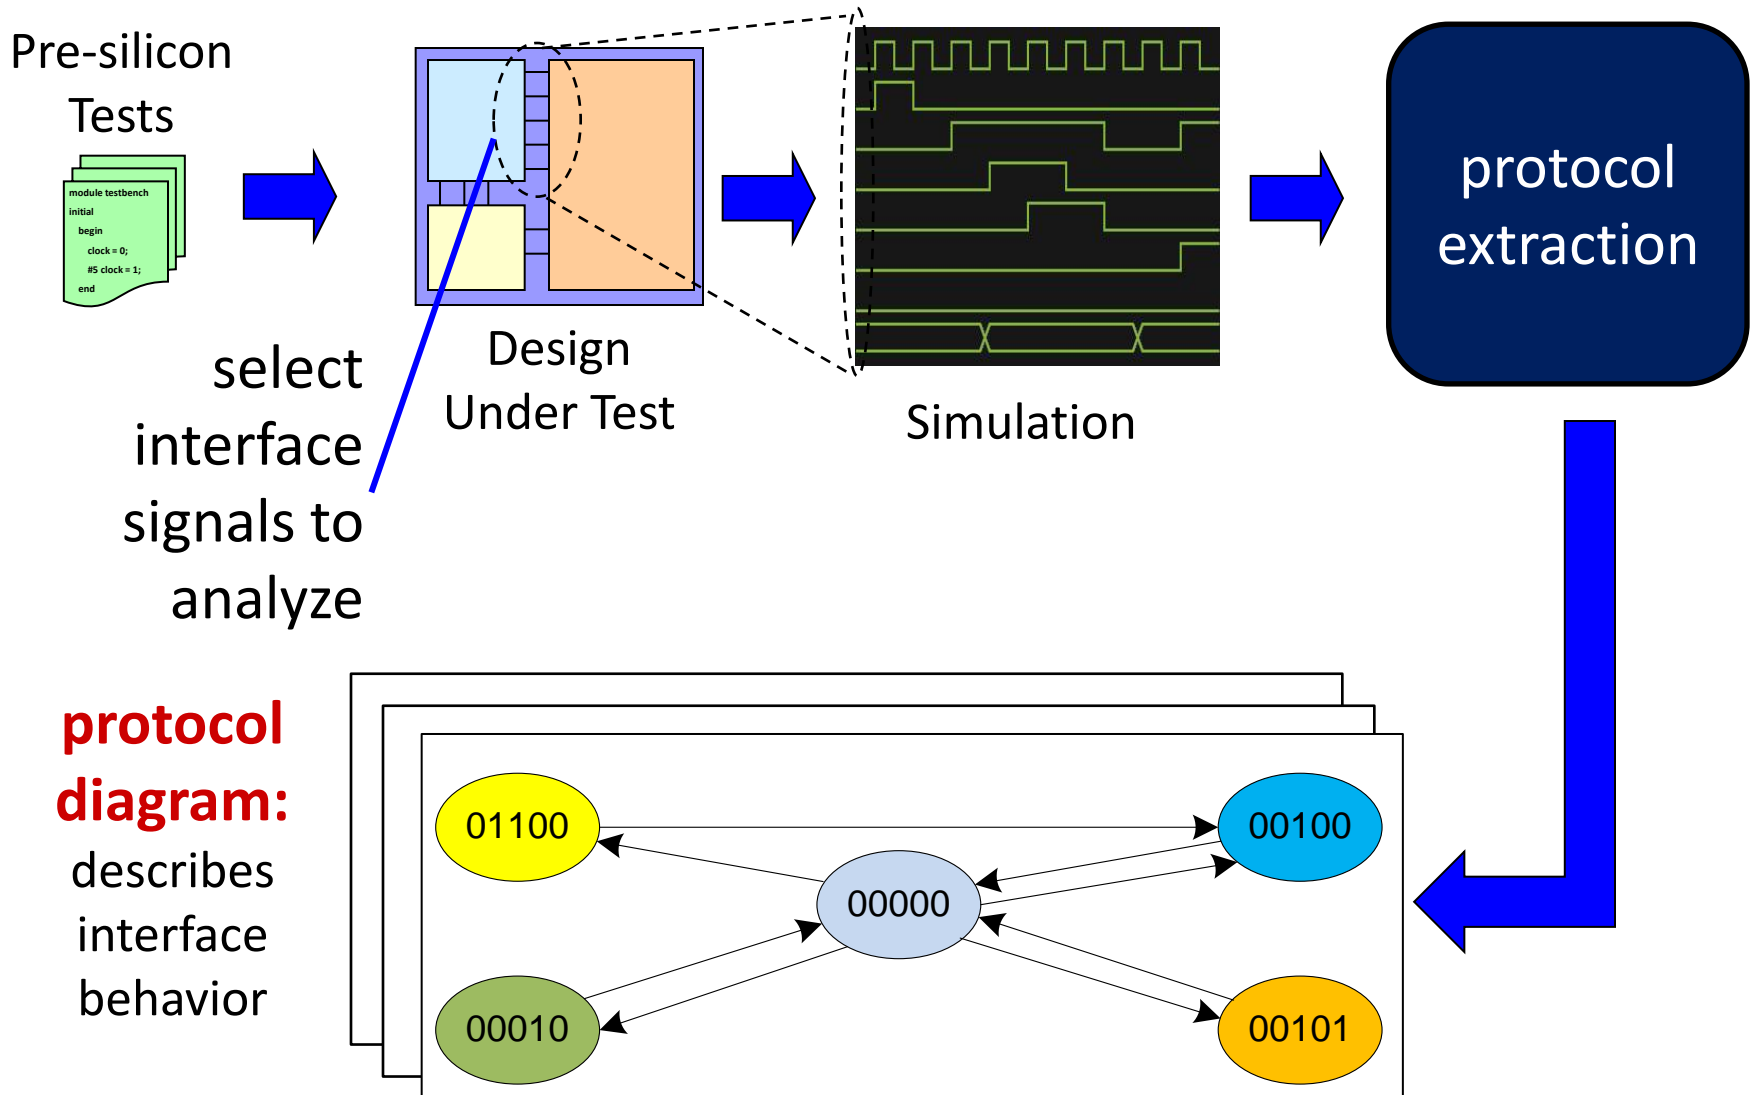 Pre-silicon
Tests
module testbench
initial
begin
clock = 0;
#5 clock = 1;
end
select
interface
signals to
analyze
Design
Under Test
Simulation
protocol
extraction
protocol
diagram:
describes
interface
behavior
01100
00100
00000
00010
00101